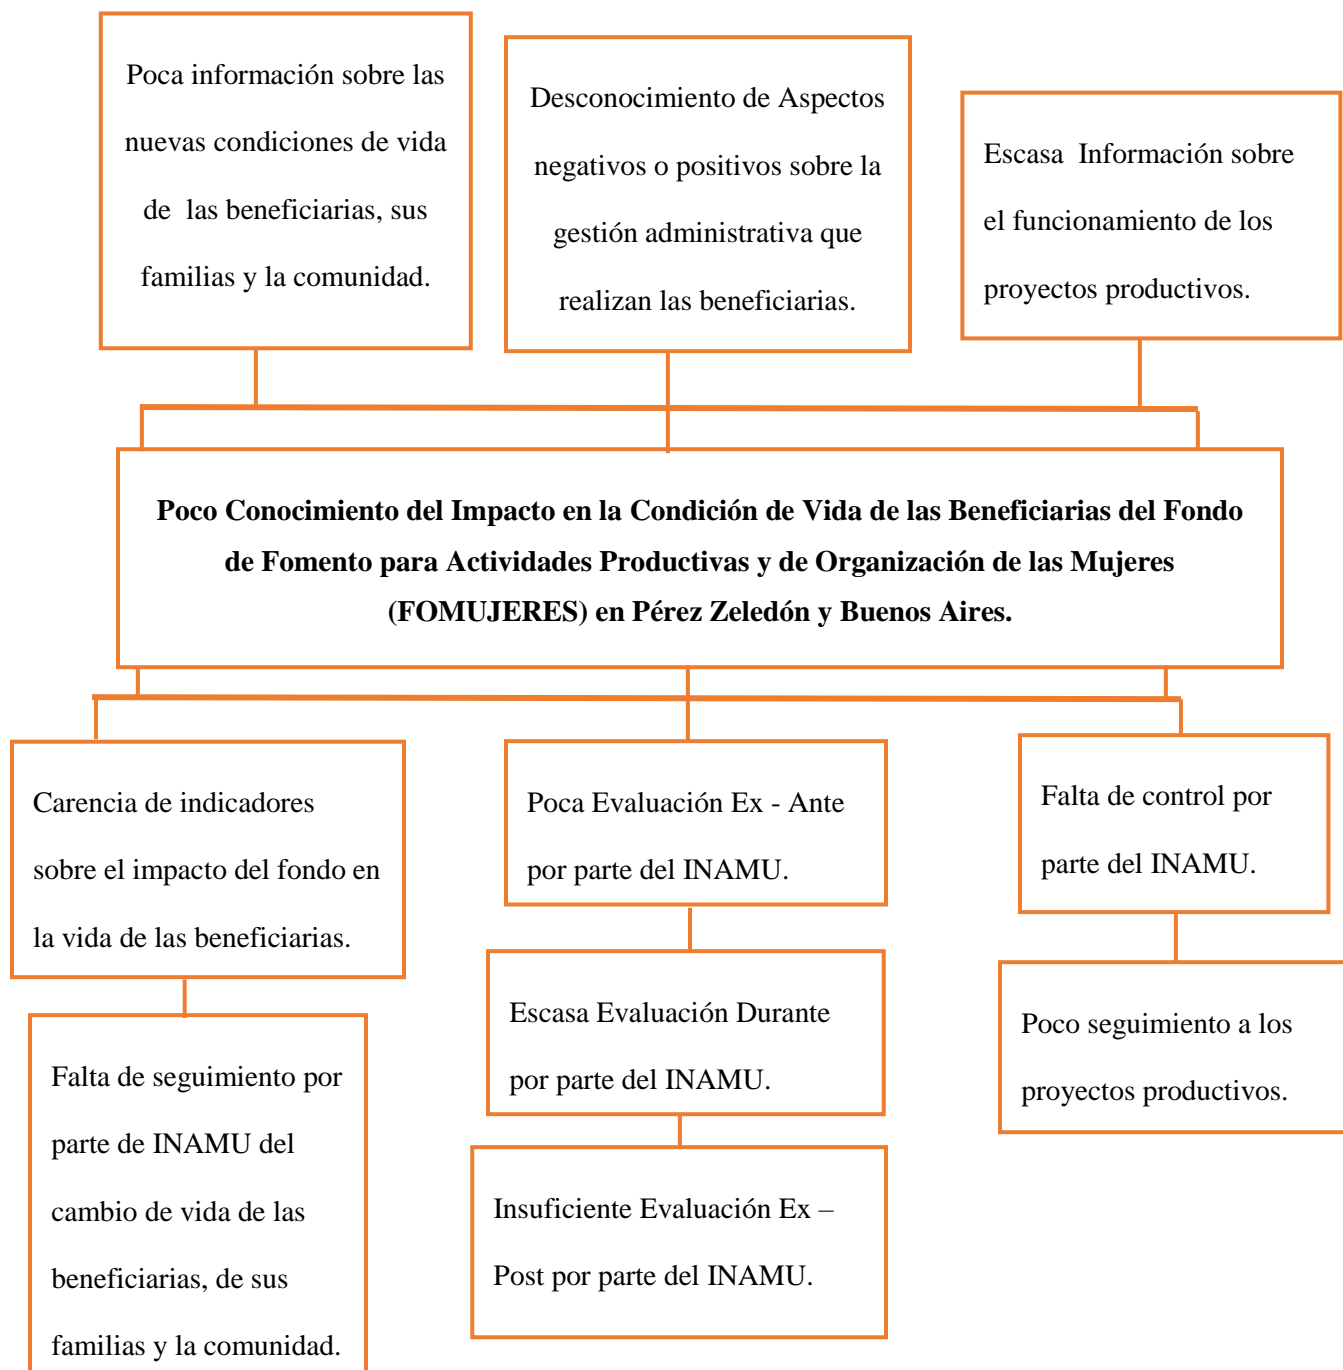 Poca información sobre las
nuevas condiciones de vida
de las beneficiarias, sus
familias y la comunidad.
Desconocimiento de Aspectos
negativos o positivos sobre la
gestión administrativa que
realizan las beneficiarias.
Escasa Información sobre
el funcionamiento de los
proyectos productivos.
Poco Conocimiento del Impacto en la Condición de Vida de las Beneficiarias del Fondo
de Fomento para Actividades Productivas y de Organización de las Mujeres
(FOMUJERES) en Pérez Zeledón y Buenos Aires.
Carencia de indicadores
sobre el impacto del fondo en
la vida de las beneficiarias.
Falta de seguimiento por
parte de INAMU del
cambio de vida de las
beneficiarias, de sus
familias y la comunidad.
Poca Evaluación Ex - Ante
por parte del INAMU.
Escasa Evaluación Durante
por parte del INAMU.
Insuficiente Evaluación Ex –
Post por parte del INAMU.
Falta de control por
parte del INAMU.
Poco seguimiento a los
proyectos productivos.